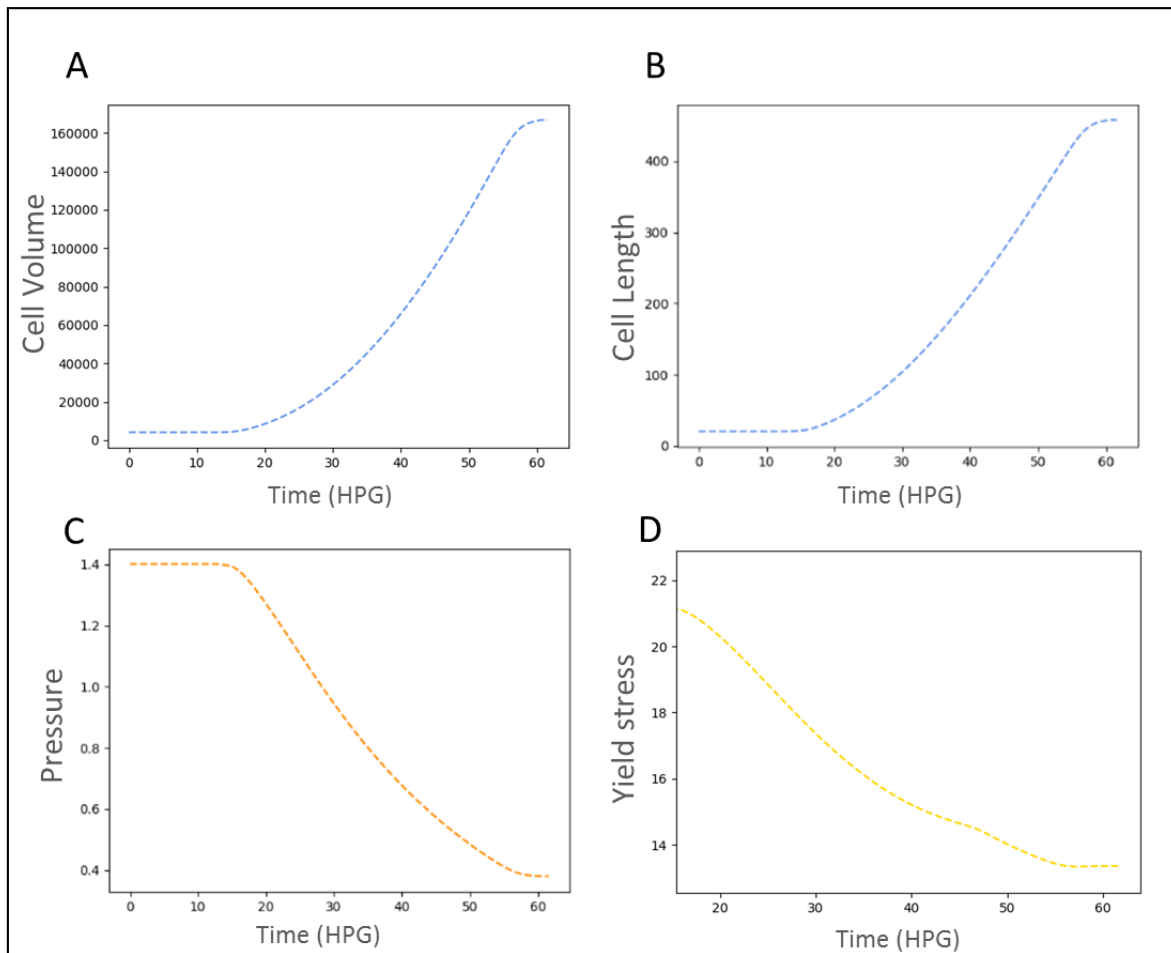 A
Cell Volume
160000
140000
120000
100000
80000
60000
40000
20000
0
0 10 20 30 40 50 60
Time (HPG)
B
Cell Length
400
300
200
100
0
0 10 20 30 40 50 60
Time (HPG)
C
Pressure
1.4
1.2
1.0
0.8
0.6
0.4
0 10 20 30 40 50 60
Time (HPG)
D
Yield stress
22
20
18
16
14
20 30 40 50 60
Time (HPG)